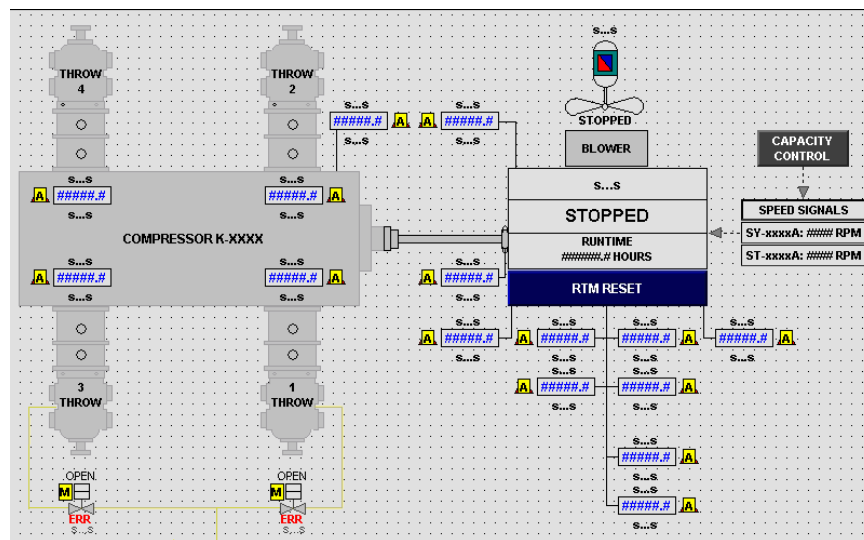 THROW
4
THROW
2
s...s
STOPPED
BLOWER
CAPACITY
CONTROL
s...s
#####.# A
s...s
A #####.#
s...s
s...s
A #####.#
s...s
s...s
#####.# A
s...s
COMPRESSOR K-XXXX
s...s
STOPPED
RUNTIME
######.# HOURS
RTM RESET
SPEED SIGNALS
SY-xxxxA: ##### RPM
ST-xxxxA: ##### RPM
s...s
A #####.#
s...s
s...s
#####.# A
s...s
s...s
A #####.#
s...s
s...s
A #####.#
s...s
s...s
A #####.#
s...s
s...s
#####.# A
s...s
s...s
#####.# A
s...s
A #####.#
s...s
#####.# A
s...s
s...s
#####.# A
s...s
#####.# A
s...s
3
THROW
1
THROW
OPEN
M
ERR
s...s
OPEN
M
ERR
s...s